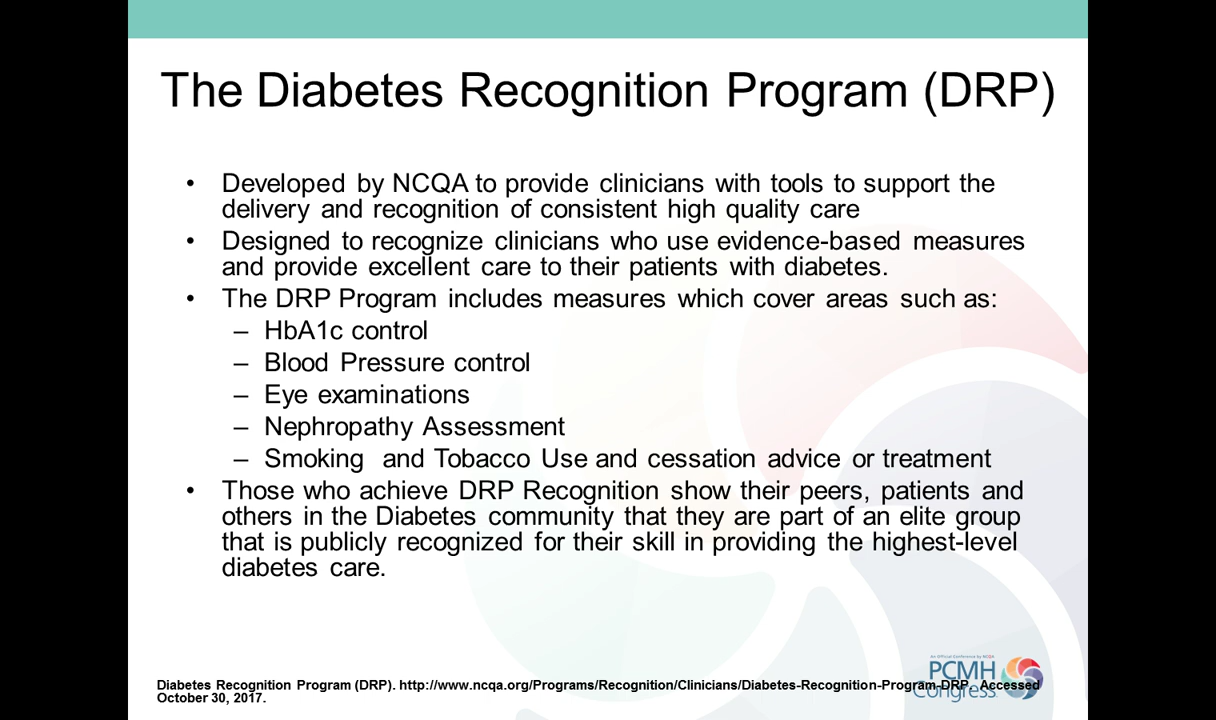 The Diabetes Recognition Program (DRP)
• Developed by NCQA to provide clinicians with tools to support the
delivery and recognition of consistent high quality care
• Designed to recognize clinicians who use evidence-based measures
and provide excellent care to their patients with diabetes.
• The DRP Program includes measures which cover areas such as:
– HbA1c control
– Blood Pressure control
– Eye examinations
– Nephropathy Assessment
– Smoking and Tobacco Use and cessation advice or treatment
• Those who achieve DRP Recognition show their peers, patients and
others in the Diabetes community that they are part of an elite group
that is publicly recognized for their skill in providing the highest-level
diabetes care.
An Official Conference by NCQA
PCMH
Congress
Diabetes Recognition Program (DRP). http://www.ncqa.org/Programs/Recognition/Clinicians/Diabetes-Recognition-Program-DRP. Accessed
October 30, 2017.